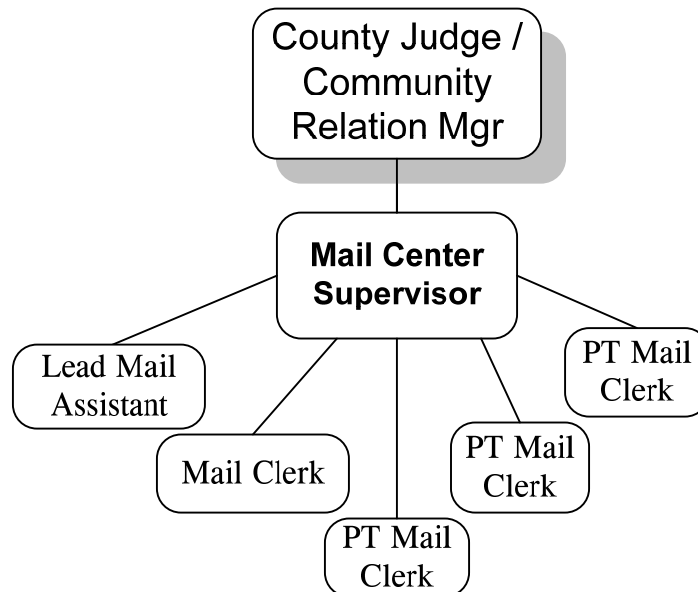 County Judge /
Community
Relation Mgr
Mail Center
Supervisor
Lead Mail
Assistant
Mail Clerk
PT Mail
Clerk
PT Mail
Clerk
PT Mail
Clerk